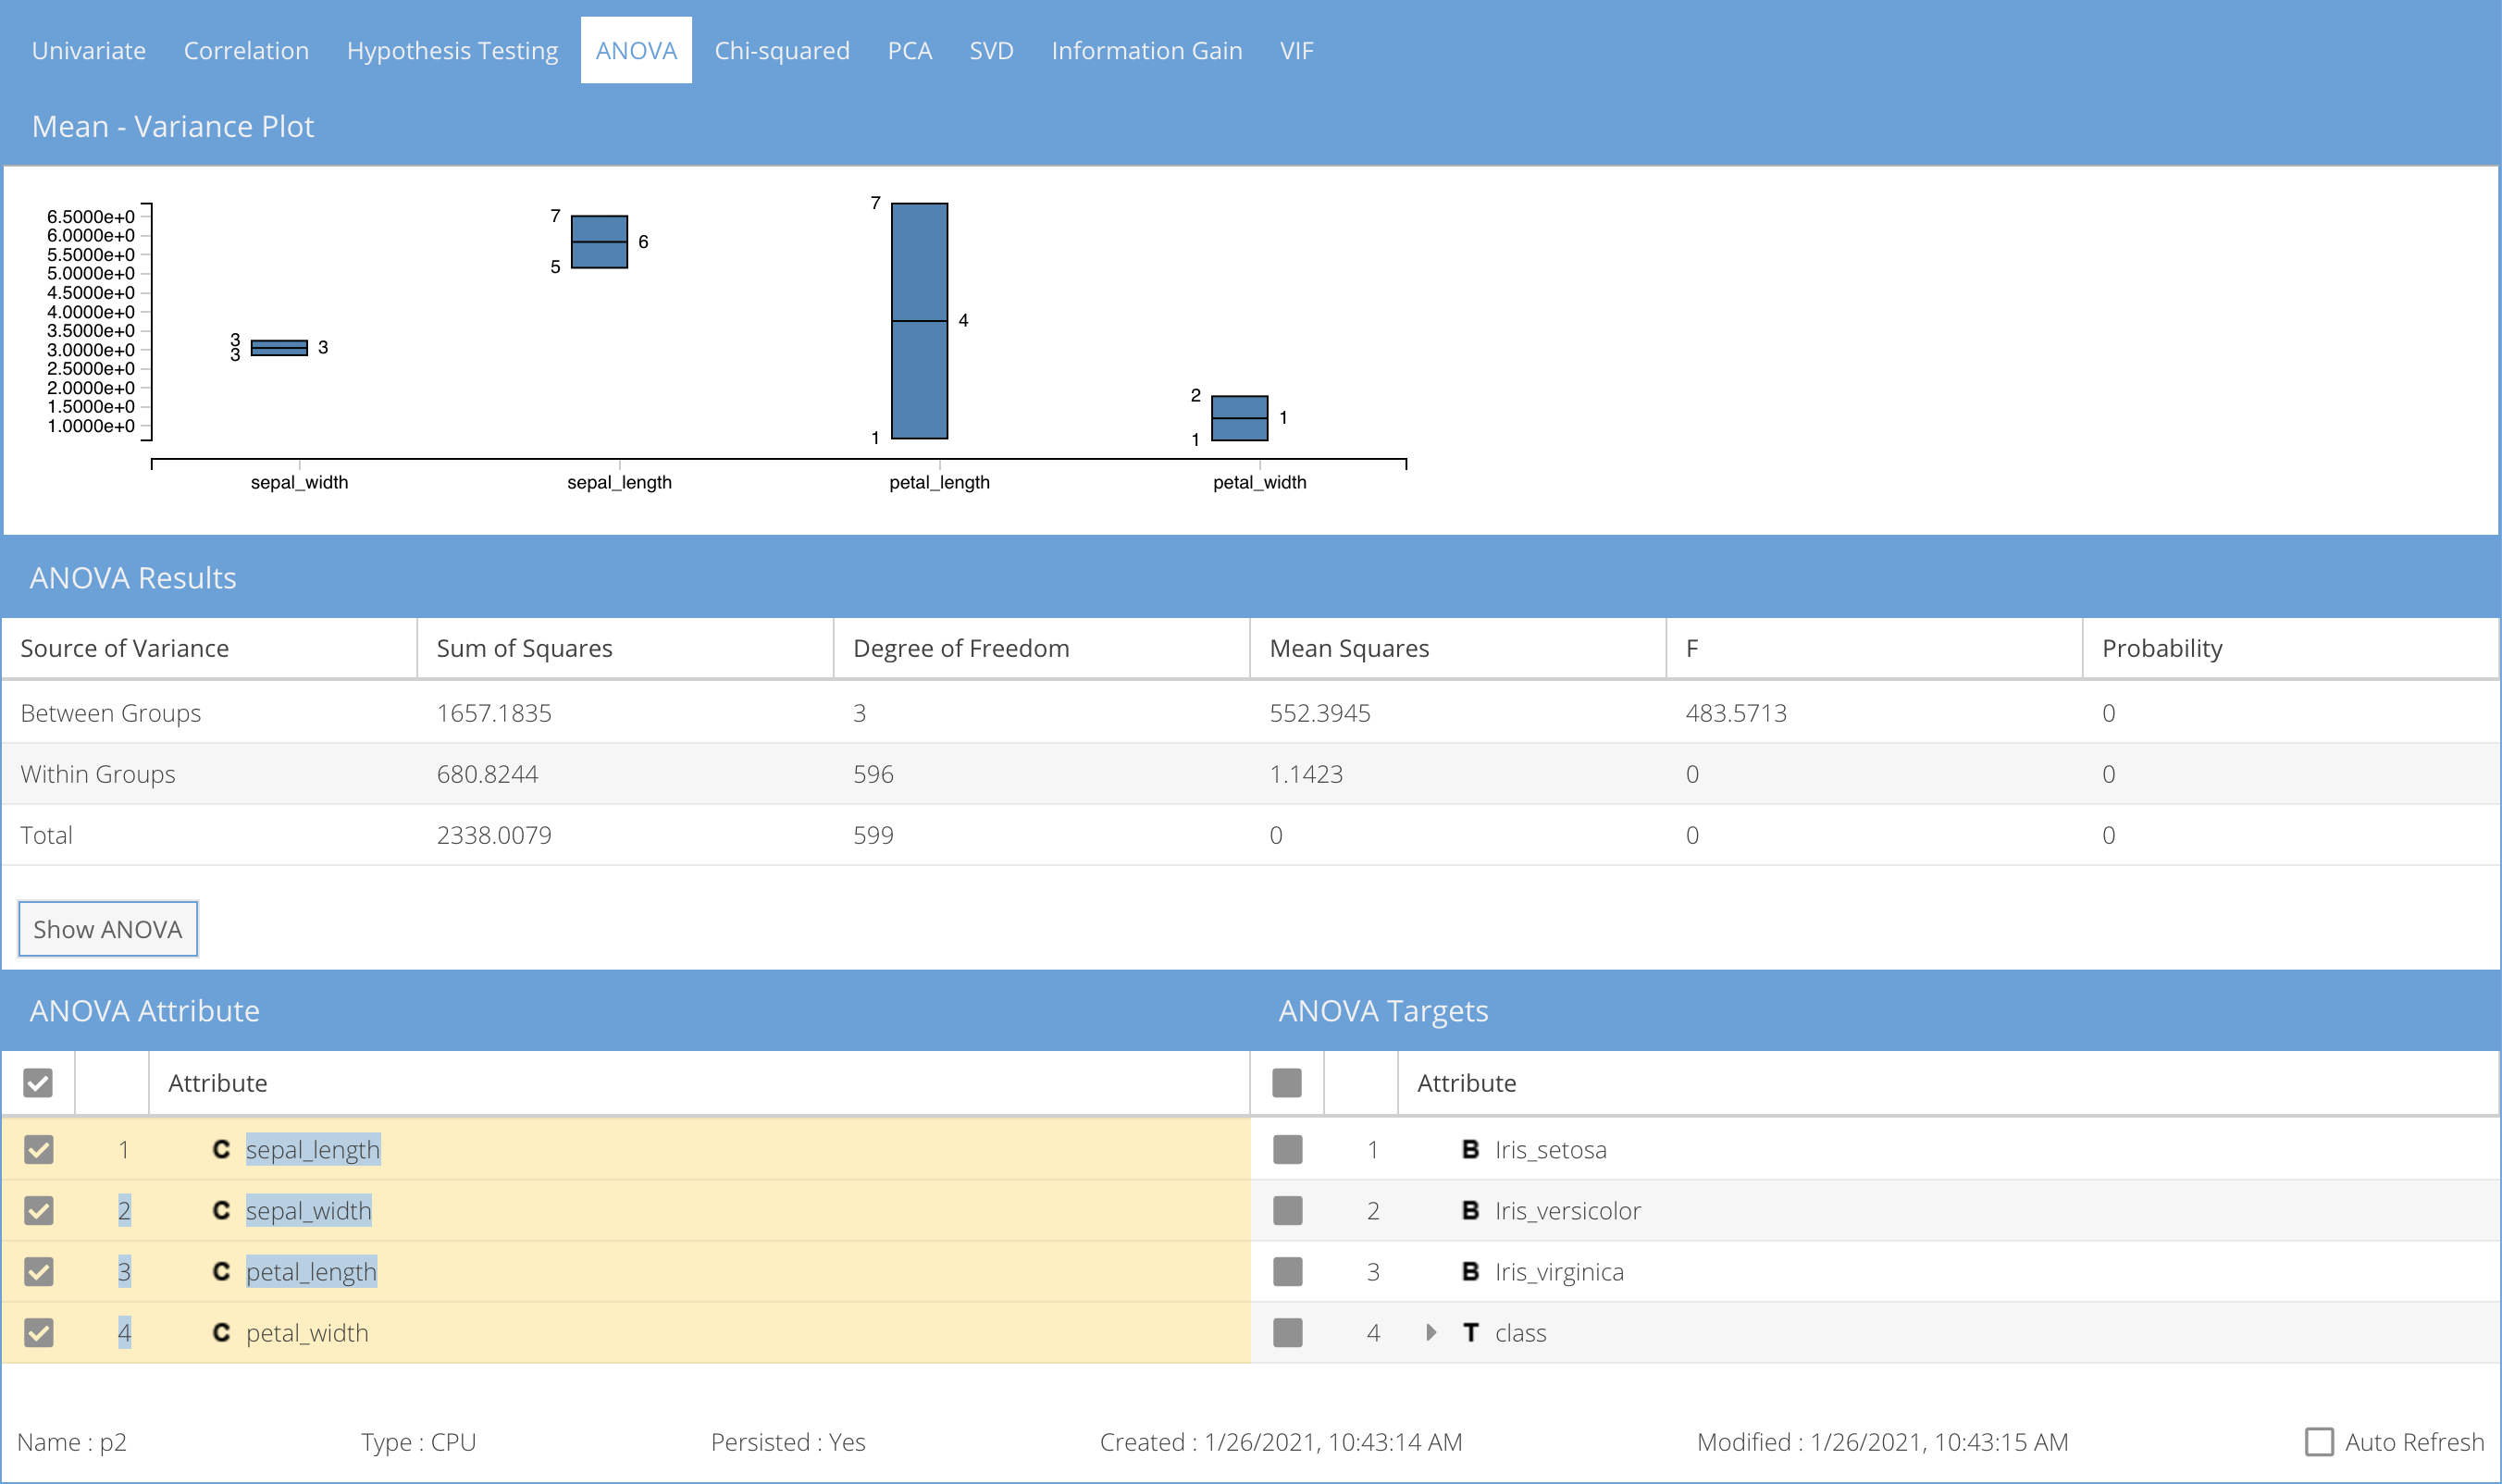 Univariate Correlation Hypothesis Testing ANOVA Chi-squared PCA SVD Information Gain VIF
Mean - Variance Plot
6.5000e+0
6.0000e+0
5.5000e+0
5.0000e+0
4.5000e+0
4.0000e+0
3.5000e+0
3.0000e+0
2.5000e+0
2.0000e+0
1.5000e+0
1.0000e+0
3
3
3
7
6
5
7
4
1
2
1
1
sepal_width sepal_length petal_length petal_width
ANOVA Results
Source of Variance Sum of Squares Degree of Freedom Mean Squares F Probability
Between Groups 1657.1835 3 552.3945 483.5713 0
Within Groups 680.8244 596 1.1423 0 0
Total 2338.0079 599 0 0 0
Show ANOVA
ANOVA Attribute ANOVA Targets
Attribute Attribute
1 C sepal_length 1 B Iris_setosa
2 C sepal_width 2 B Iris_versicolor
3 C petal_length 3 B Iris_virginica
4 C petal_width 4 T class
Name : p2 Type : CPU Persisted : Yes Created : 1/26/2021, 10:43:14 AM Modified : 1/26/2021, 10:43:15 AM Auto Refresh